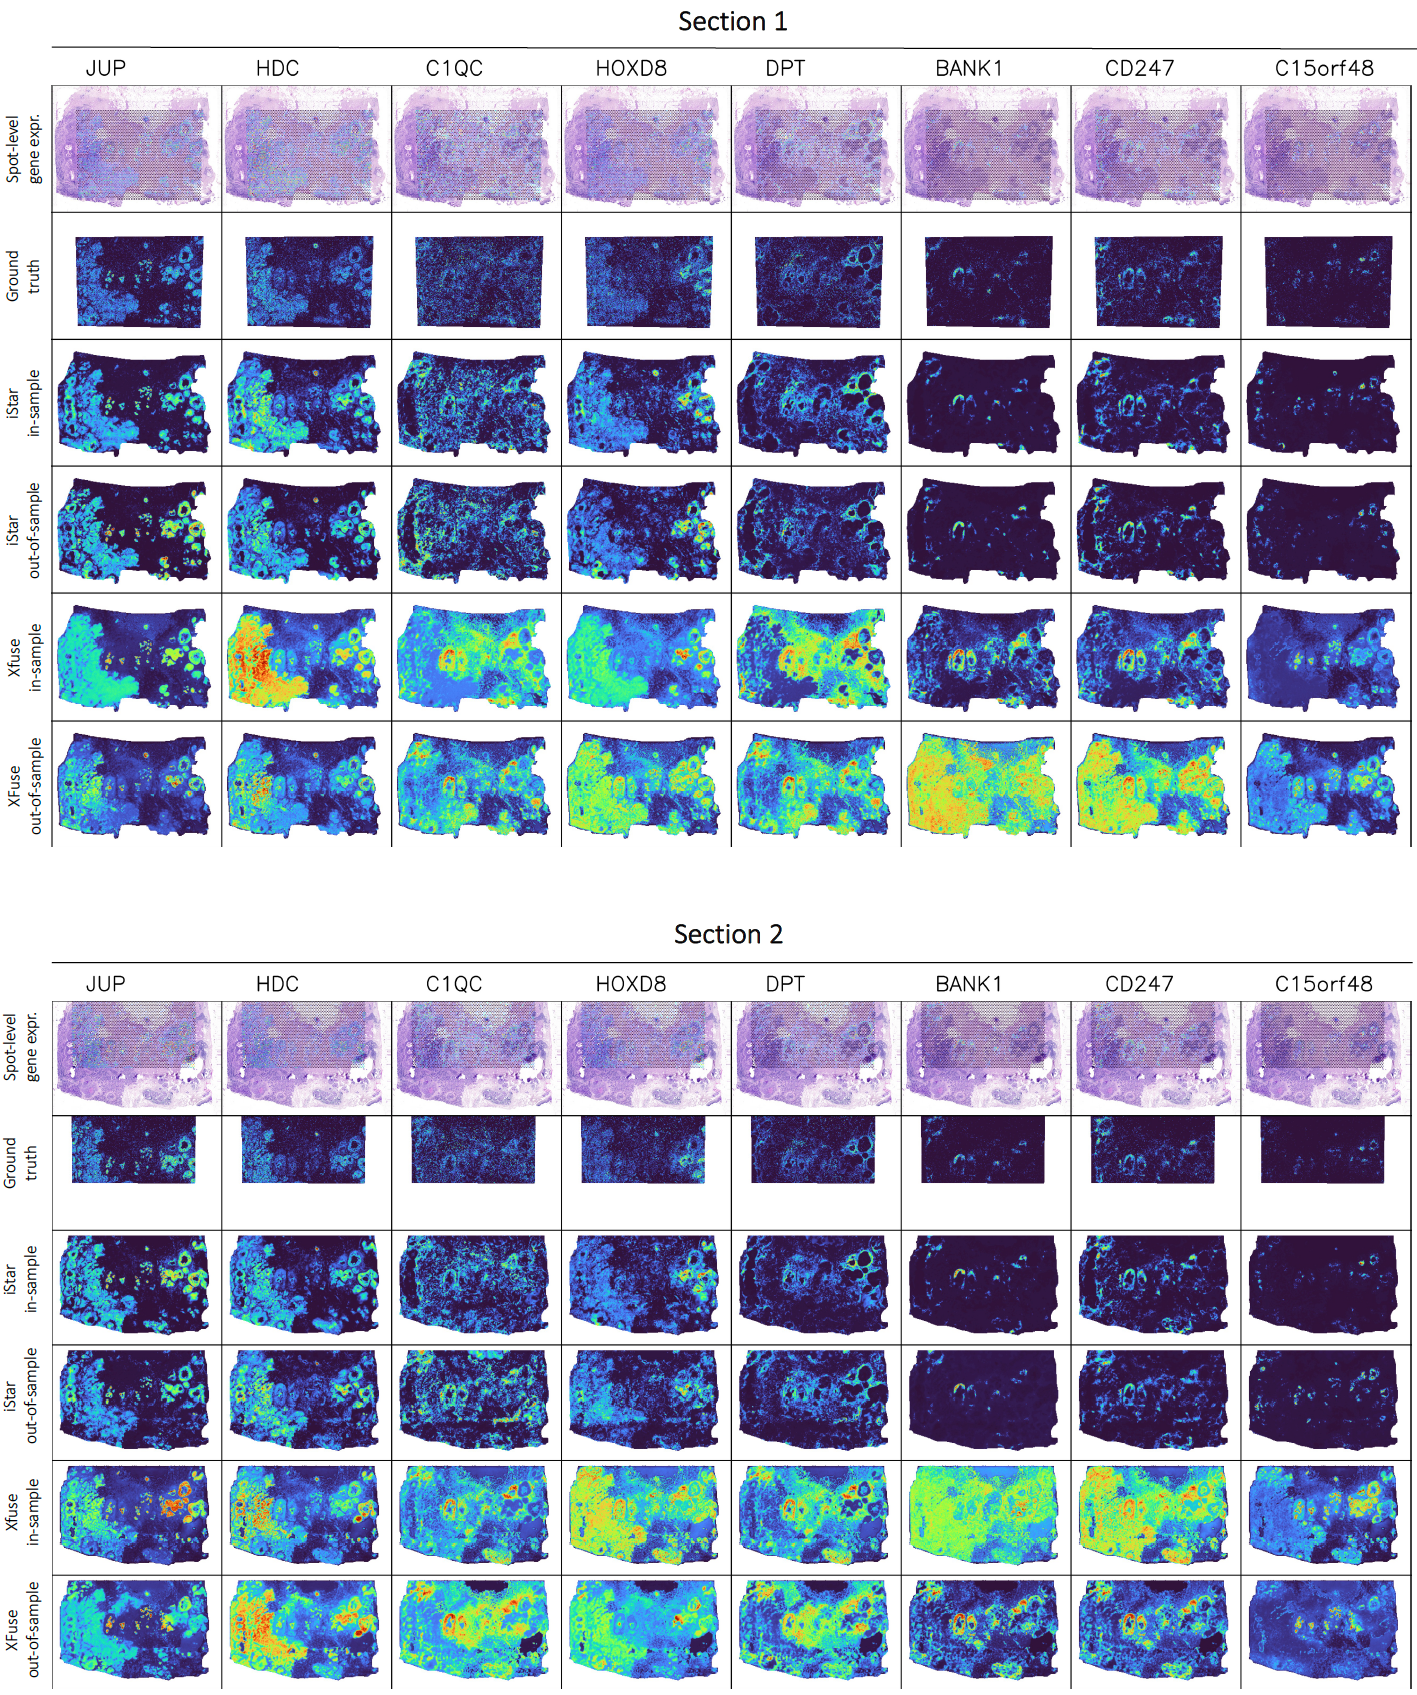 Section 1
JUP HDC C1QC HOXD8 DPT BANK1 CD247 C15orf48
Spot-level
gene expr.
Ground
truth
iStar
in-sample
iStar
out-of-sample
Xfuse
in-sample
XFuse
out-of-sample
Section 2
JUP HDC C1QC HOXD8 DPT BANK1 CD247 C15orf48
Spot-level
gene expr.
Ground
truth
iStar
in-sample
iStar
out-of-sample
Xfuse
in-sample
XFuse
out-of-sample